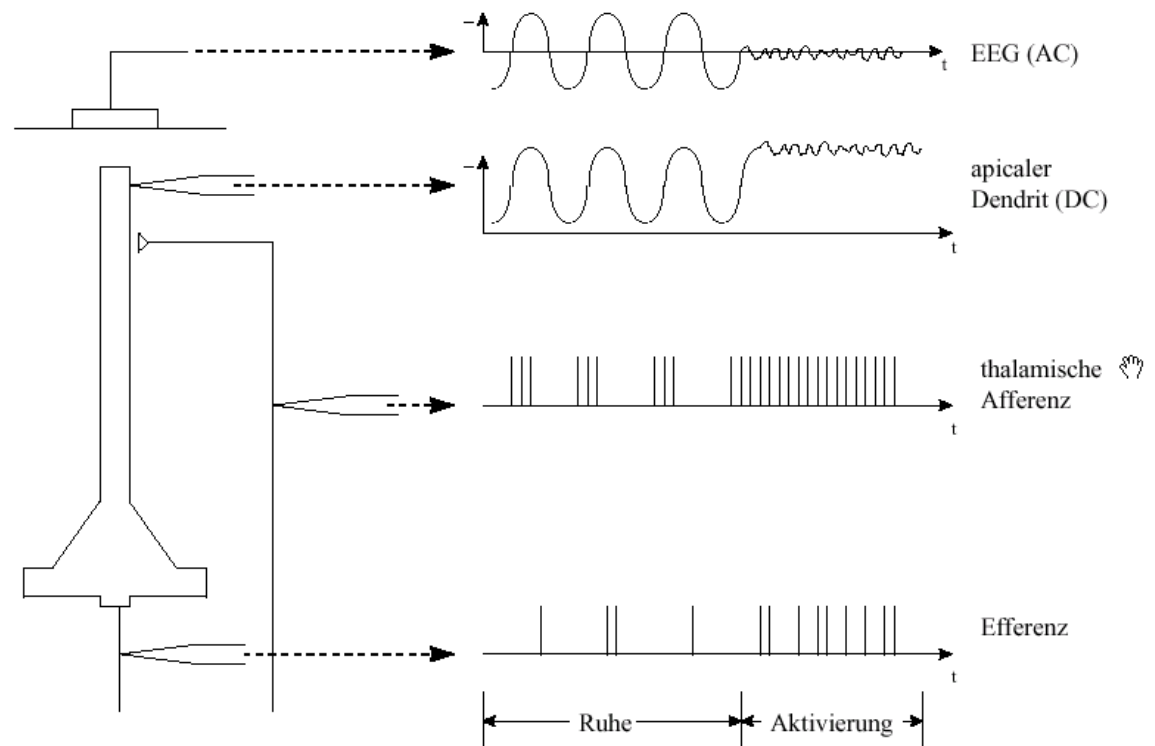 –
t
EEG (AC)
–
apicaler
Dendrit (DC)
t
thalamische
Afferenz
t
Efferenz
t
Ruhe
Aktivierung